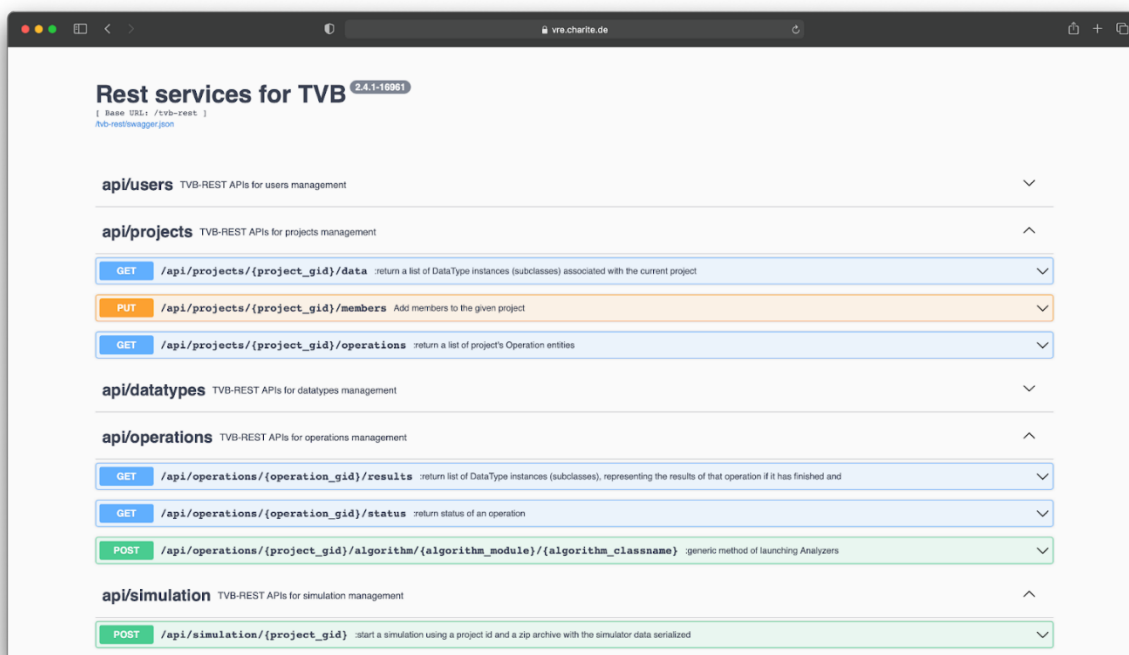 vre.charite.de
Rest services for TVB 2.4.1-16961
[ Base URL: /tvb-rest ]
/tvb-rest/swagger.json
api/users TVB-REST APIs for users management
api/projects TVB-REST APIs for projects management
GET /api/projects/{project_gid}/data :return a list of DataType instances (subclasses) associated with the current project
PUT /api/projects/{project_gid}/members Add members to the given project
GET /api/projects/{project_gid}/operations :return a list of project's Operation entities
api/datatypes TVB-REST APIs for datatypes management
api/operations TVB-REST APIs for operations management
GET /api/operations/{operation_gid}/results :return list of DataType instances (subclasses), representing the results of that operation if it has finished and
GET /api/operations/{operation_gid}/status :return status of an operation
POST /api/operations/{project_gid}/algorithm/{algorithm_module}/{algorithm_classname} :generic method of launching Analyzers
api/simulation TVB-REST APIs for simulation management
POST /api/simulation/{project_gid} :start a simulation using a project id and a zip archive with the simulator data serialized